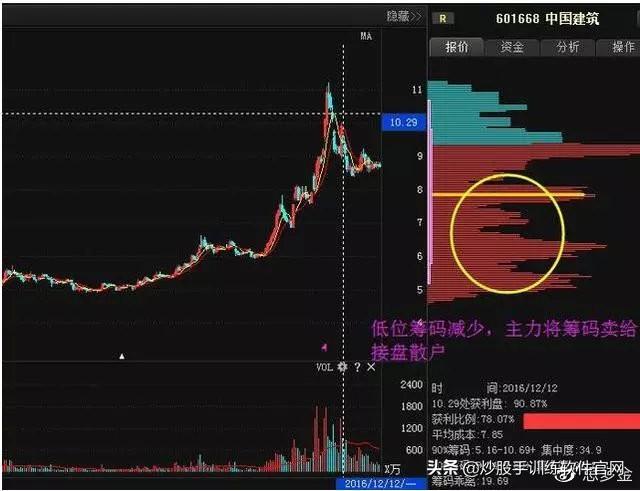 隐藏>>
R 601668 中国建筑
MA
报价 资金 分析 操作
11
10.29
9
8
7
6
5
低位筹码减少，主力将筹码卖给
接盘散户
VOL ? ×
2400
1800
1200
600
X万
2016/12/12/一
时 间:2016/12/12
10.29处获利盘: 90.87%
获利比例:78.07%
平均成本:7.85
90%筹码: 5.16-10.69+ 集中度:34.9
筹码乖离:19.69
头条@炒股手训练软件官网
思多金